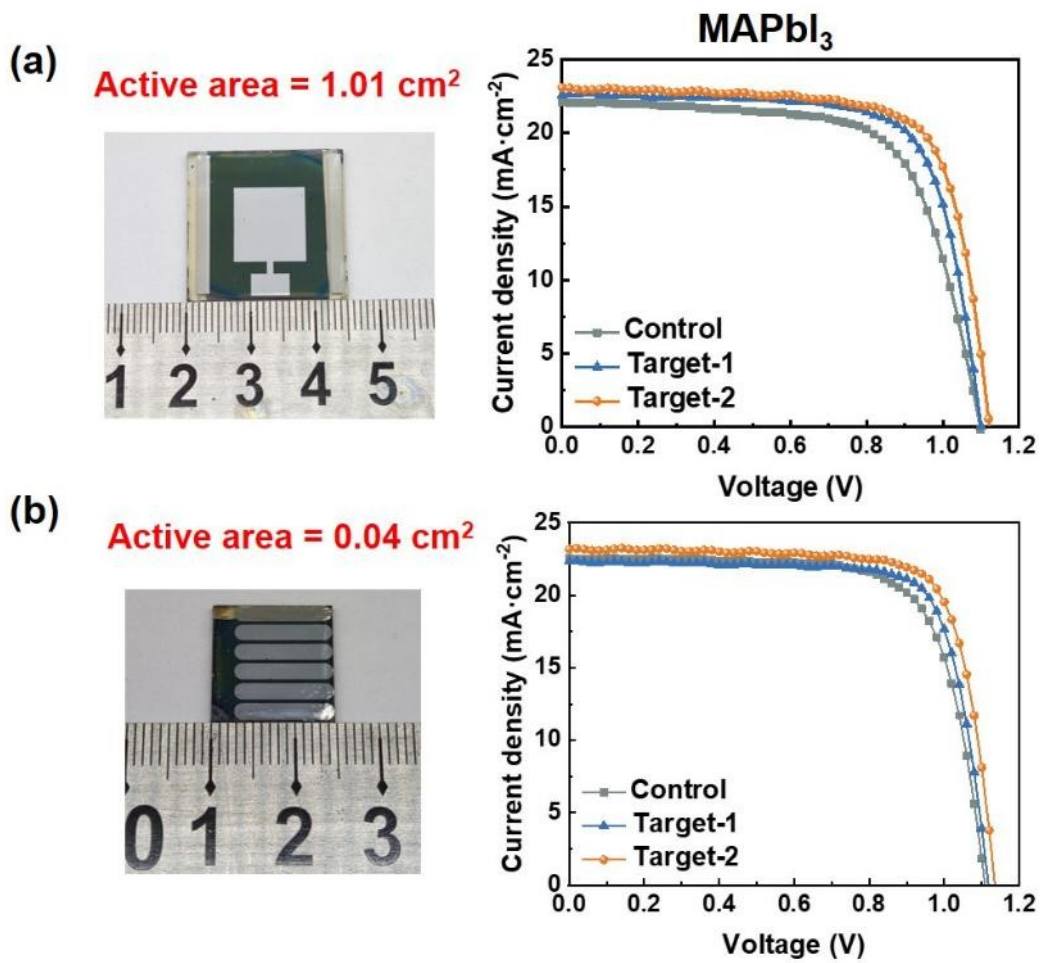 MAPbI₃
(a)
Active area = 1.01 cm²
1 2 3 4 5
Current density (mA·cm⁻²)
25
20
15
10
5
0
Control
Target-1
Target-2
0.0 0.2 0.4 0.6 0.8 1.0 1.2
Voltage (V)
(b)
Active area = 0.04 cm²
0 1 2 3
Current density (mA·cm⁻²)
25
20
15
10
5
0
Control
Target-1
Target-2
0.0 0.2 0.4 0.6 0.8 1.0 1.2
Voltage (V)